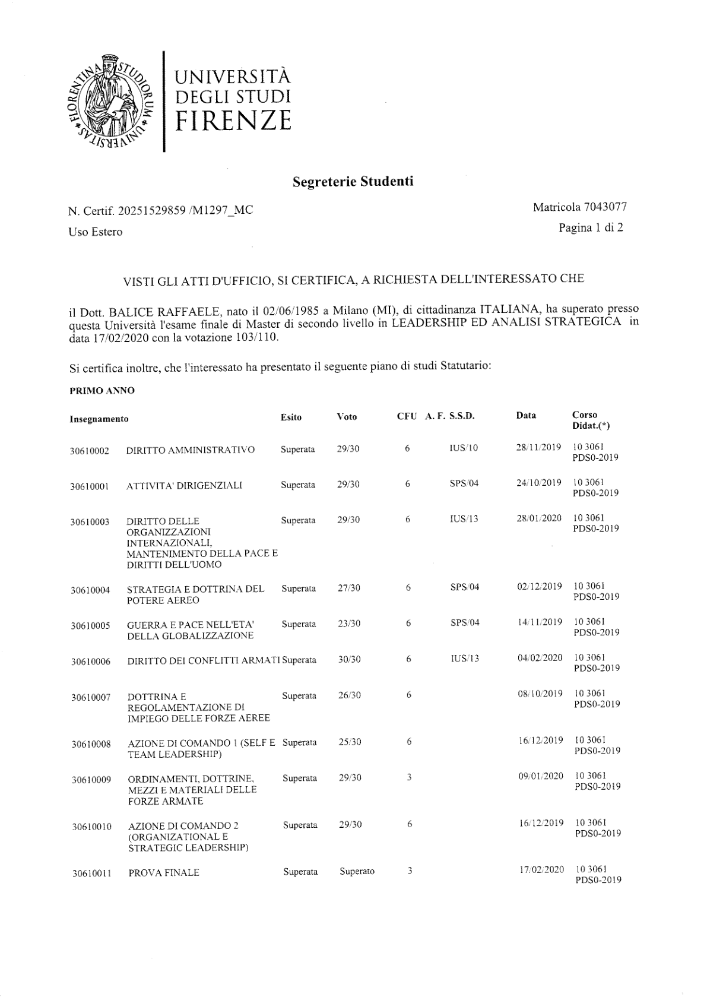 FLORENTINA STUDIORUM UNIVERSITAS
UNIVERSITÀ
DEGLI STUDI
FIRENZE
Segreterie Studenti
N. Certif. 20251529859 /M1297_MC
Matricola 7043077
Uso Estero
Pagina 1 di 2
VISTI GLI ATTI D'UFFICIO, SI CERTIFICA, A RICHIESTA DELL'INTERESSATO CHE
il Dott. BALICE RAFFAELE, nato il 02/06/1985 a Milano (MI), di cittadinanza ITALIANA, ha superato presso
questa Università l'esame finale di Master di secondo livello in LEADERSHIP ED ANALISI STRATEGICA in
data 17/02/2020 con la votazione 103/110.
Si certifica inoltre, che l'interessato ha presentato il seguente piano di studi Statutario:
PRIMO ANNO
Insegnamento Esito Voto CFU A. F. S.S.D. Data Corso
Didat.(*)
30610002 DIRITTO AMMINISTRATIVO Superata 29/30 6 IUS/10 28/11/2019 10 3061
PDS0-2019
30610001 ATTIVITA' DIRIGENZIALI Superata 29/30 6 SPS/04 24/10/2019 10 3061
PDS0-2019
30610003 DIRITTO DELLE Superata 29/30 6 IUS/13 28/01/2020 10 3061
ORGANIZZAZIONI PDS0-2019
INTERNAZIONALI,
MANTENIMENTO DELLA PACE E
DIRITTI DELL'UOMO
30610004 STRATEGIA E DOTTRINA DEL Superata 27/30 6 SPS/04 02/12/2019 10 3061
POTERE AEREO PDS0-2019
30610005 GUERRA E PACE NELL'ETA' Superata 23/30 6 SPS/04 14/11/2019 10 3061
DELLA GLOBALIZZAZIONE PDS0-2019
30610006 DIRITTO DEI CONFLITTI ARMATI Superata 30/30 6 IUS/13 04/02/2020 10 3061
PDS0-2019
30610007 DOTTRINA E Superata 26/30 6 08/10/2019 10 3061
REGOLAMENTAZIONE DI PDS0-2019
IMPIEGO DELLE FORZE AEREE
30610008 AZIONE DI COMANDO 1 (SELF E Superata 25/30 6 16/12/2019 10 3061
TEAM LEADERSHIP) PDS0-2019
30610009 ORDINAMENTI, DOTTRINE, Superata 29/30 3 09/01/2020 10 3061
MEZZI E MATERIALI DELLE PDS0-2019
FORZE ARMATE
30610010 AZIONE DI COMANDO 2 Superata 29/30 6 16/12/2019 10 3061
(ORGANIZATIONAL E PDS0-2019
STRATEGIC LEADERSHIP)
30610011 PROVA FINALE Superata Superato 3 17/02/2020 10 3061
PDS0-2019